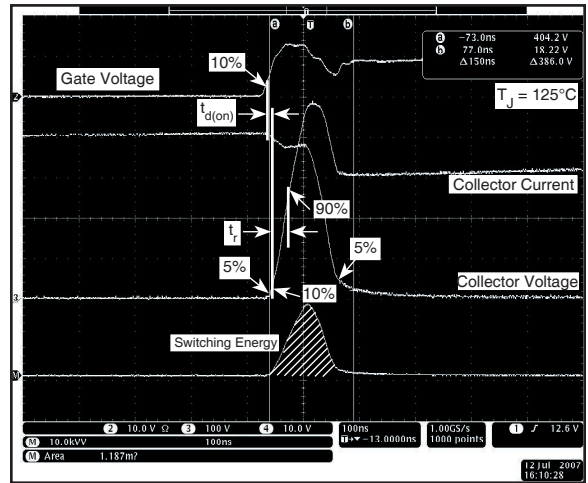 a T b
a -73.0ns 404.2 V
b 77.0ns 18.22 V
Δ150ns Δ386.0 V
10%
Gate Voltage
2
TJ = 125°C
td(on)
Collector Current
90%
tr
5%
5%
10%
Collector Voltage
3
Switching Energy
M
2 10.0 V Ω 3 100 V 4 10.0 V 100ns 1.00GS/s 1 12.6 V
M 10.0kVV 100ns T→▼ -13.0000ns 1000 points
M Area 1.187m?
12 Jul 2007
16:10:28